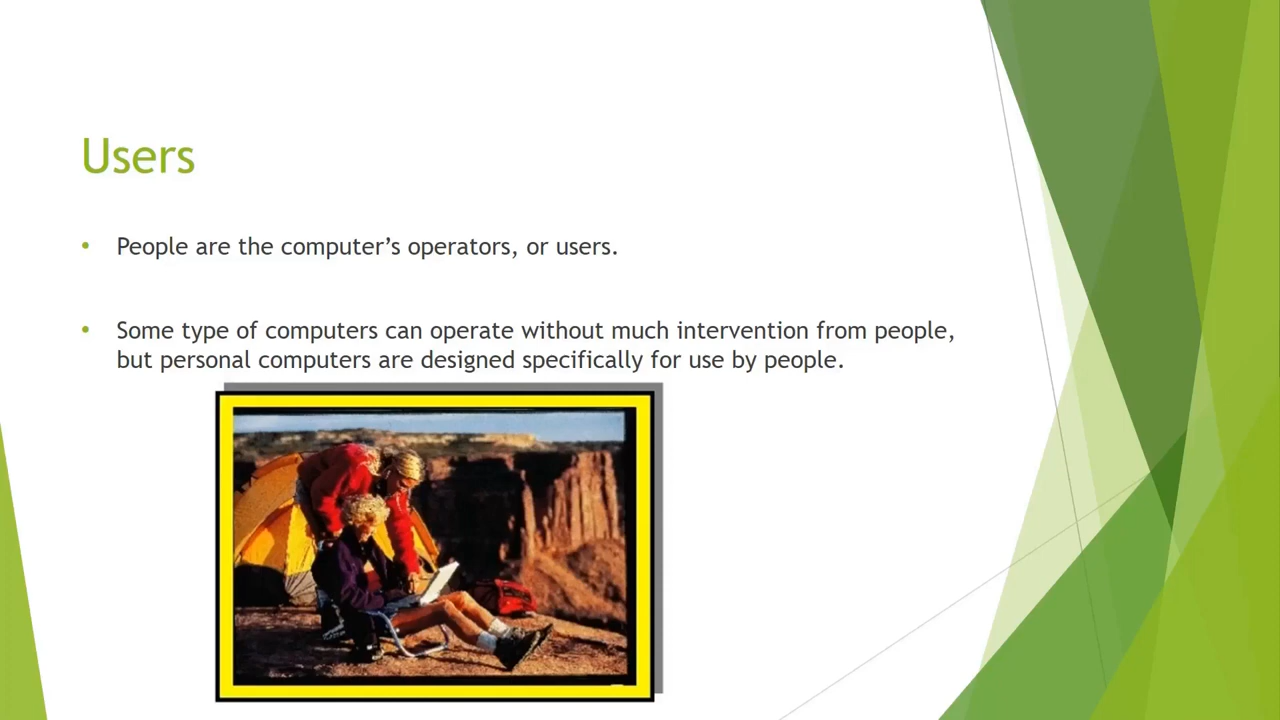 Users
• People are the computer’s operators, or users.
• Some type of computers can operate without much intervention from people,
but personal computers are designed specifically for use by people.